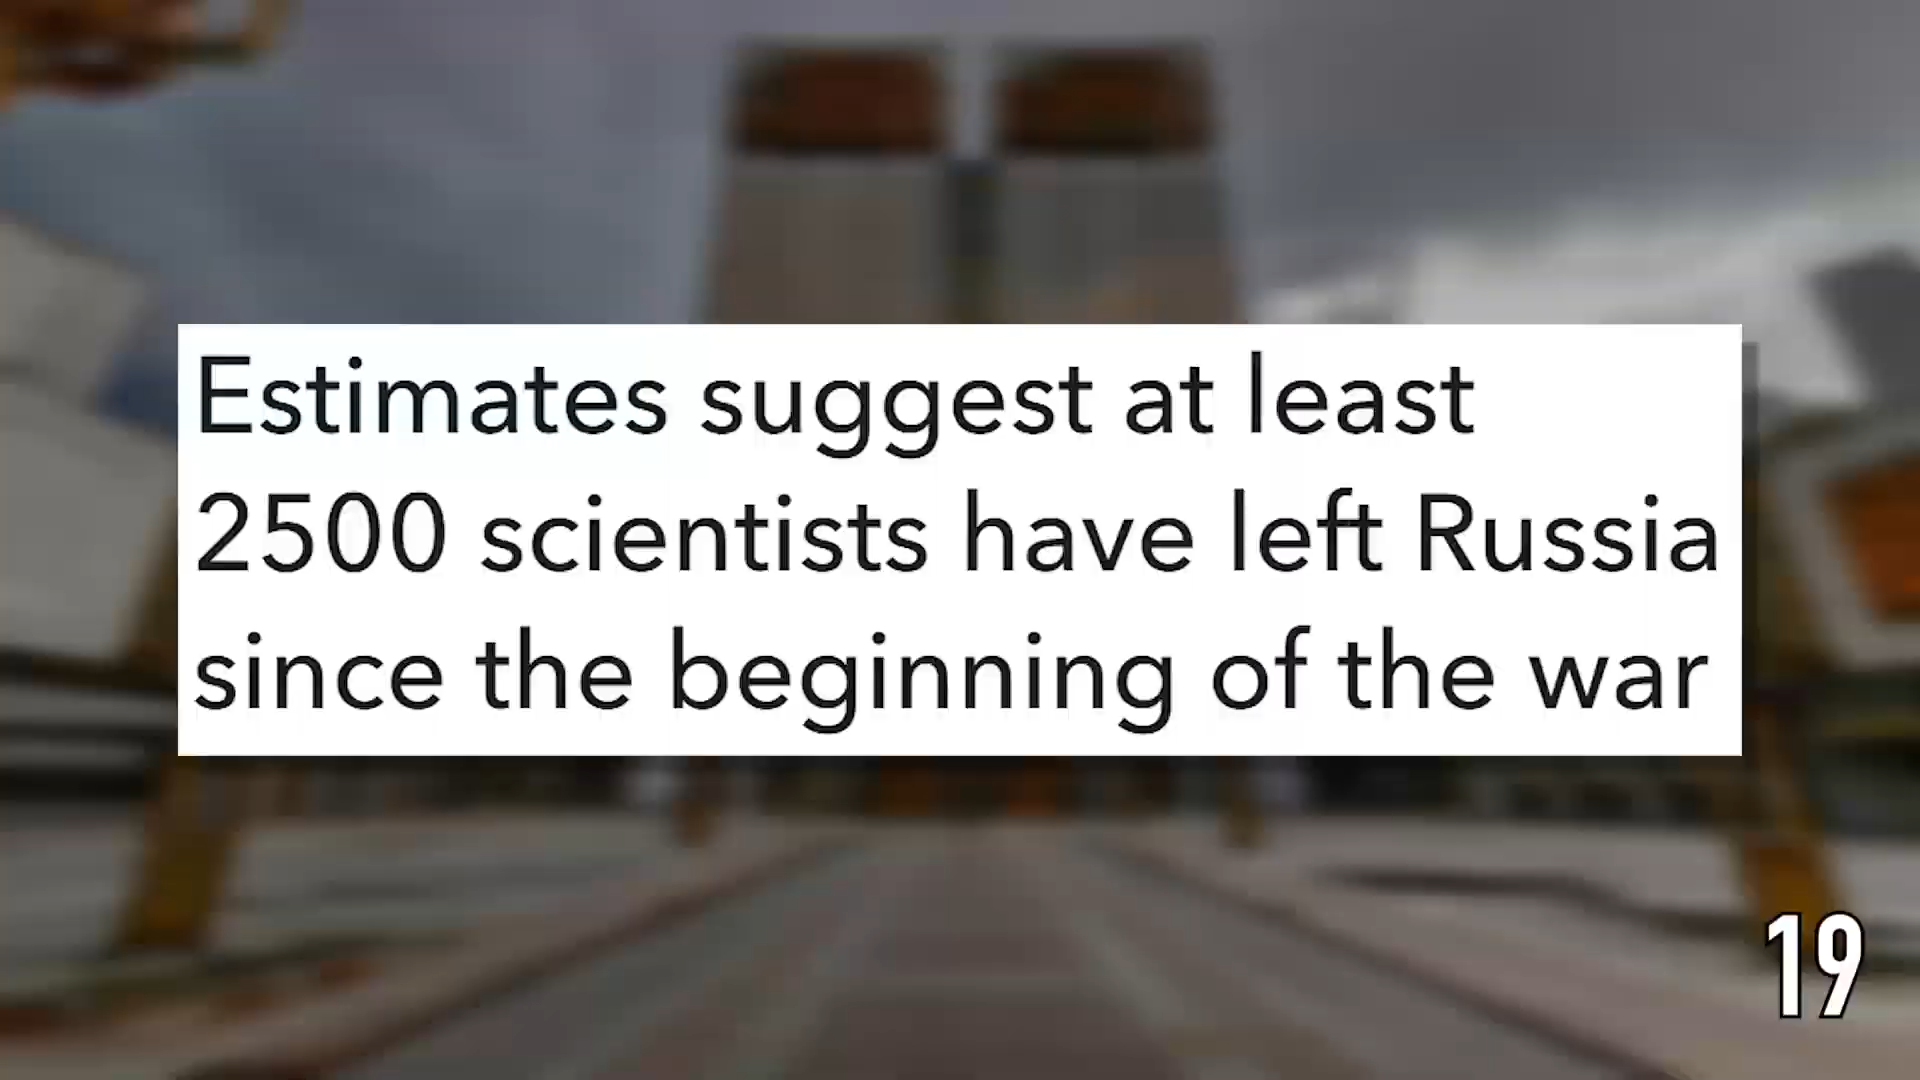 Estimates suggest at least
2500 scientists have left Russia
since the beginning of the war
19